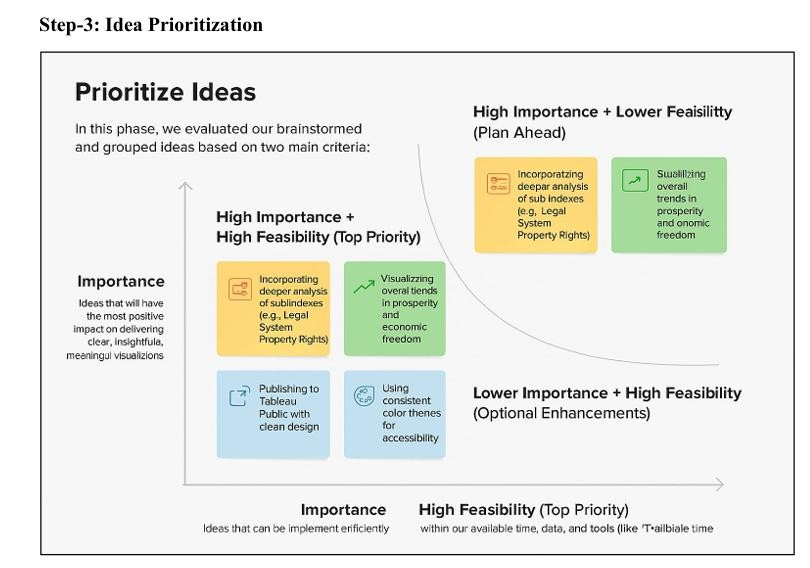 Step-3: Idea Prioritization
Prioritize Ideas
In this phase, we evaluated our brainstormed
and grouped ideas based on two main criteria:
High Importance + Lower Feaisilitty
(Plan Ahead)
Incorporatzing
deepar analysis
of sub indexes
(e.g, Legal
System
Property Rights)
Sualilizing
overall
trends in
prosperity
and onomic
freedom
High Importance +
High Feasibility (Top Priority)
Importance
Ideas that will have
the most positive
impact on delivering
clear, insightfula,
meaningul visualizions
Incorporating
deeper analysis
of sublindexes
(e.g., Legal
System
Property Rights)
Visualizzing
overal tiends
in prosperity
and
economic
freedom
Publishing to
Tableau
Public with
clean design
Using
consistent
color thenes
for
accessibility
Lower Importance + High Feasibility
(Optional Enhancements)
Importance
Ideas that can be implement erificiently
High Feasibility (Top Priority)
within our available time, data, and tools (like time